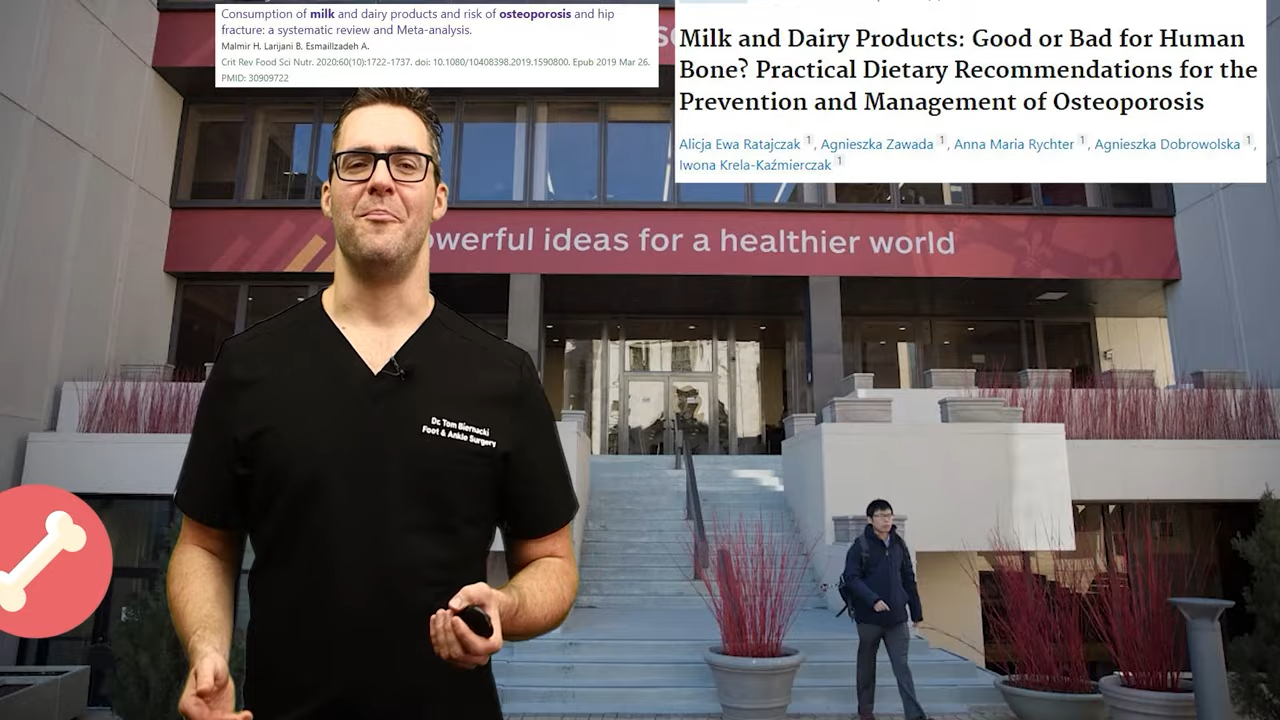 Consumption of milk and dairy products and risk of osteoporosis and hip
fracture: a systematic review and Meta-analysis.
Malmir H, Larijani B, Esmaillzadeh A.
Crit Rev Food Sci Nutr. 2020;60(10):1722-1737. doi: 10.1080/10408398.2019.1590800. Epub 2019 Mar 26.
PMID: 30909722
Milk and Dairy Products: Good or Bad for Human
Bone? Practical Dietary Recommendations for the
Prevention and Management of Osteoporosis
Alicja Ewa Ratajczak 1, Agnieszka Zawada 1, Anna Maria Rychter 1, Agnieszka Dobrowolska 1,
Iwona Krela-Kaźmierczak 1
owerful ideas for a healthier world
Dr. Tom Biernacki
Foot & Ankle Surgery